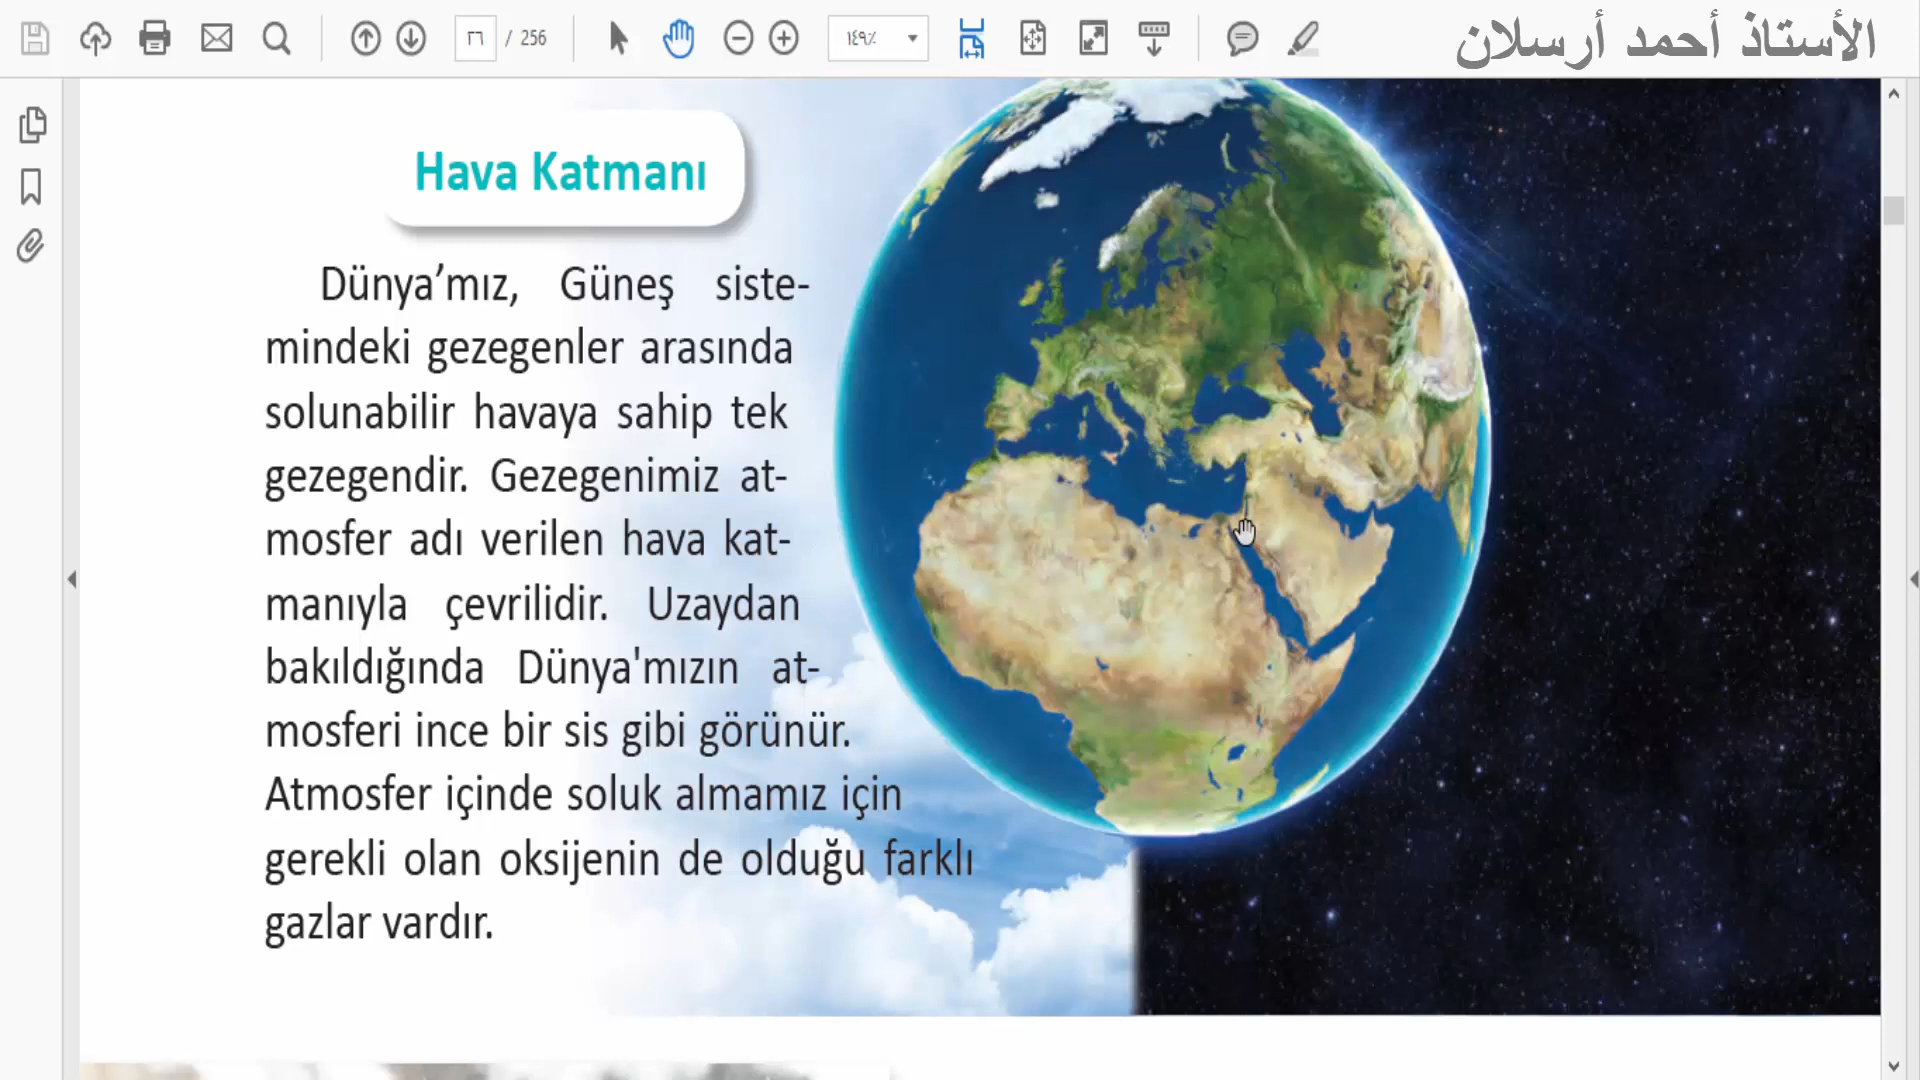 ٢٦ / 256
١٤٩٪
الأستاذ أحمد أرسلان
Hava Katmanı
Dünya’mız, Güneş siste-
mindeki gezegenler arasında
solunabilir havaya sahip tek
gezegendir. Gezegenimiz at-
mosfer adı verilen hava kat-
manıyla çevrilidir. Uzaydan
bakıldığında Dünya'mızın at-
mosferi ince bir sis gibi görünür.
Atmosfer içinde soluk almamız için
gerekli olan oksijenin de olduğu farklı
gazlar vardır.